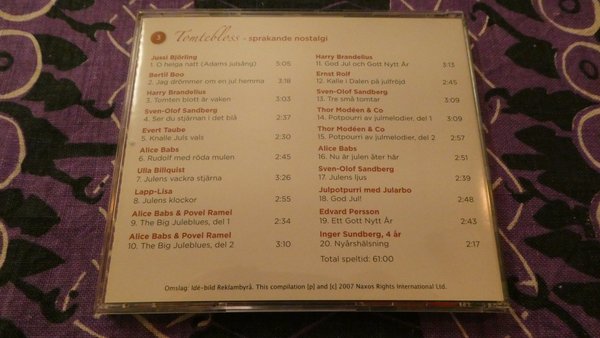 3 Tomtebloss - sprakande nostalgi
Jussi Björling
1. O helga natt (Adams julsång) 5:05
Bertil Boo
2. Jag drömmer om en jul hemma 3:18
Harry Brandelius
3. Tomten blott är vaken 3:03
Sven-Olof Sandberg
4. Ser du stjärnan i det blå 2:37
Evert Taube
5. Knalle Juls vals 2:30
Alice Babs
6. Rudolf med röda mulen 2:45
Ulla Billquist
7. Julens vackra stjärna 3:26
Lapp-Lisa
8. Julens klockor 2:55
Alice Babs & Povel Ramel
9. The Big Juleblues, del 1 2:34
Alice Babs & Povel Ramel
10. The Big Juleblues, del 2 3:10
Harry Brandelius
11. God Jul och Gott Nytt År 3:13
Ernst Rolf
12. Kalle i Dalen på julfröjd 2:45
Sven-Olof Sandberg
13. Tre små tomtar 3:09
Thor Modéen & Co
14. Potpourri av julmelodier, del 1 3:09
Thor Modéen & Co
15. Potpourri av julmelodier, del 2 2:57
Alice Babs
16. Nu är julen åter här 2:51
Sven-Olof Sandberg
17. Julens ljus 2:39
Julpotpurri med Jularbo
18. God Jul! 2:48
Edvard Persson
19. Ett Gott Nytt År 2:43
Inger Sundberg, 4 år
20. Nyårshälsning 2:17
Total speltid: 61:00
Omslag: Idé-bild Reklambyrå. This compilation [p] and [c] 2007 Naxos Rights International Ltd.